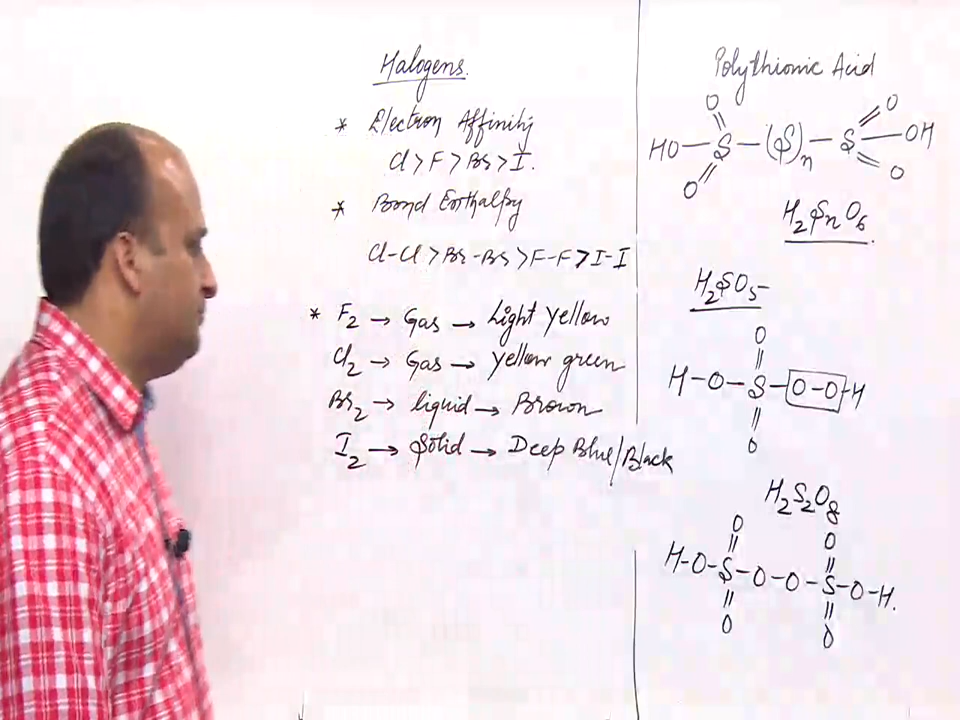 Halogens.
* Electron Affinity
Cl > F > Br > I.
* Bond Enthalpy
Cl-Cl > Br-Br > F-F > I-I
* F₂ → Gas → Light yellow
Cl₂ → Gas → yellow green
Br₂ → liquid → Brown
I₂ → Solid → Deep Blue/Black
Polythionic Acid
O O
HO - S - (S)n - S - OH
O O
H₂SnO₆.
H₂SO₅
O
H-O-S-O-O-H
O
H₂S₂O₈
O O
H-O-S-O-O-S-O-H.
O O